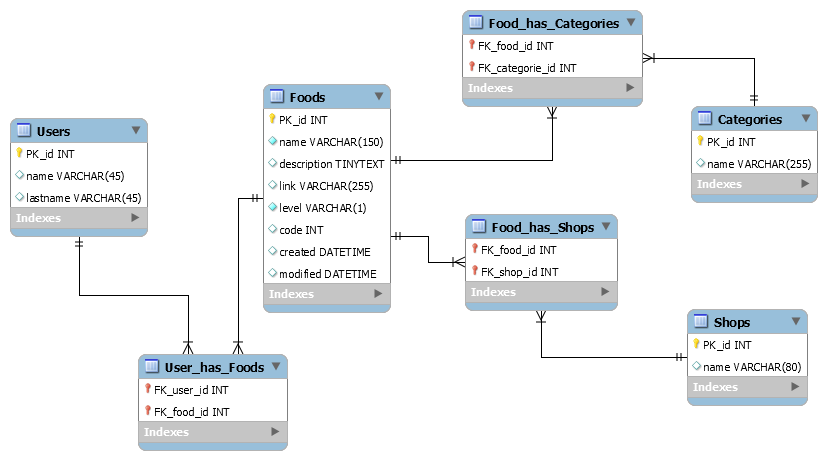 Food_has_Categories
FK_food_id INT
FK_categorie_id INT
Indexes
Foods
PK_id INT
name VARCHAR(150)
description TINYTEXT
link VARCHAR(255)
level VARCHAR(1)
code INT
created DATETIME
modified DATETIME
Indexes
Categories
PK_id INT
name VARCHAR(255)
Indexes
Users
PK_id INT
name VARCHAR(45)
lastname VARCHAR(45)
Indexes
Food_has_Shops
FK_food_id INT
FK_shop_id INT
Indexes
Shops
PK_id INT
name VARCHAR(80)
Indexes
User_has_Foods
FK_user_id INT
FK_food_id INT
Indexes